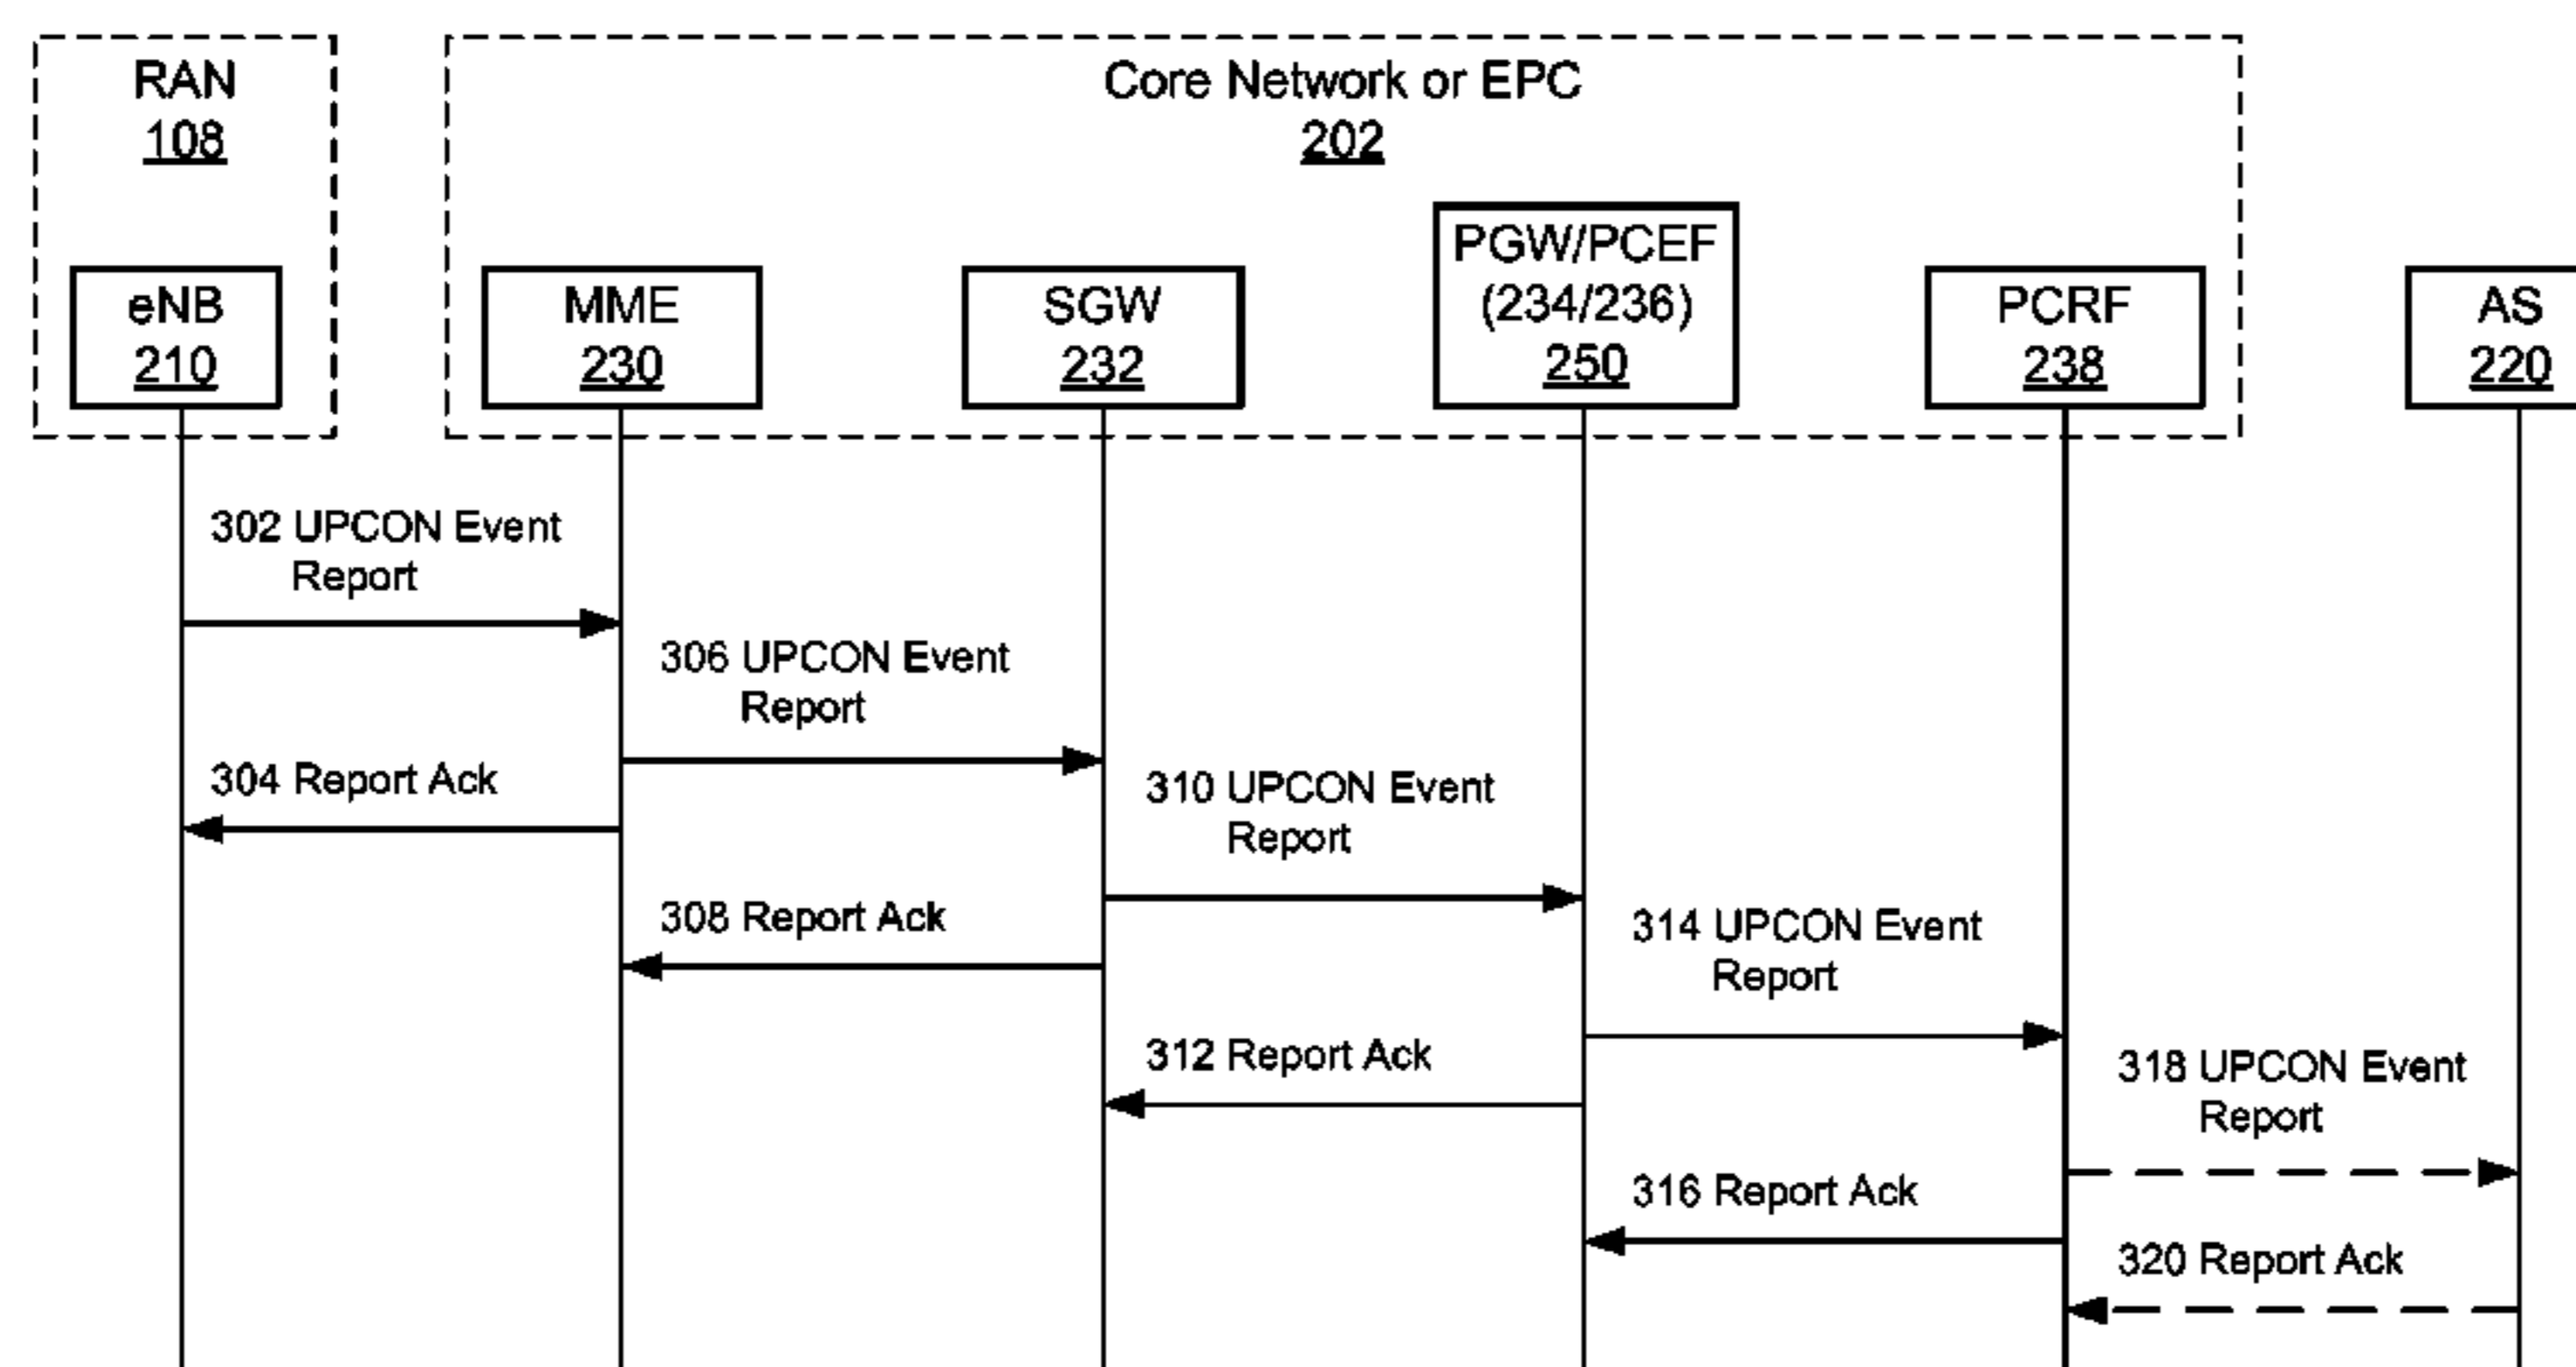 RAN
108
Core Network or EPC
202
eNB
210
MME
230
SGW
232
PGW/PCEF
(234/236)
250
PCRF
238
AS
220
302 UPCON Event
Report
306 UPCON Event
Report
304 Report Ack
310 UPCON Event
Report
308 Report Ack
314 UPCON Event
Report
312 Report Ack
318 UPCON Event
Report
316 Report Ack
320 Report Ack